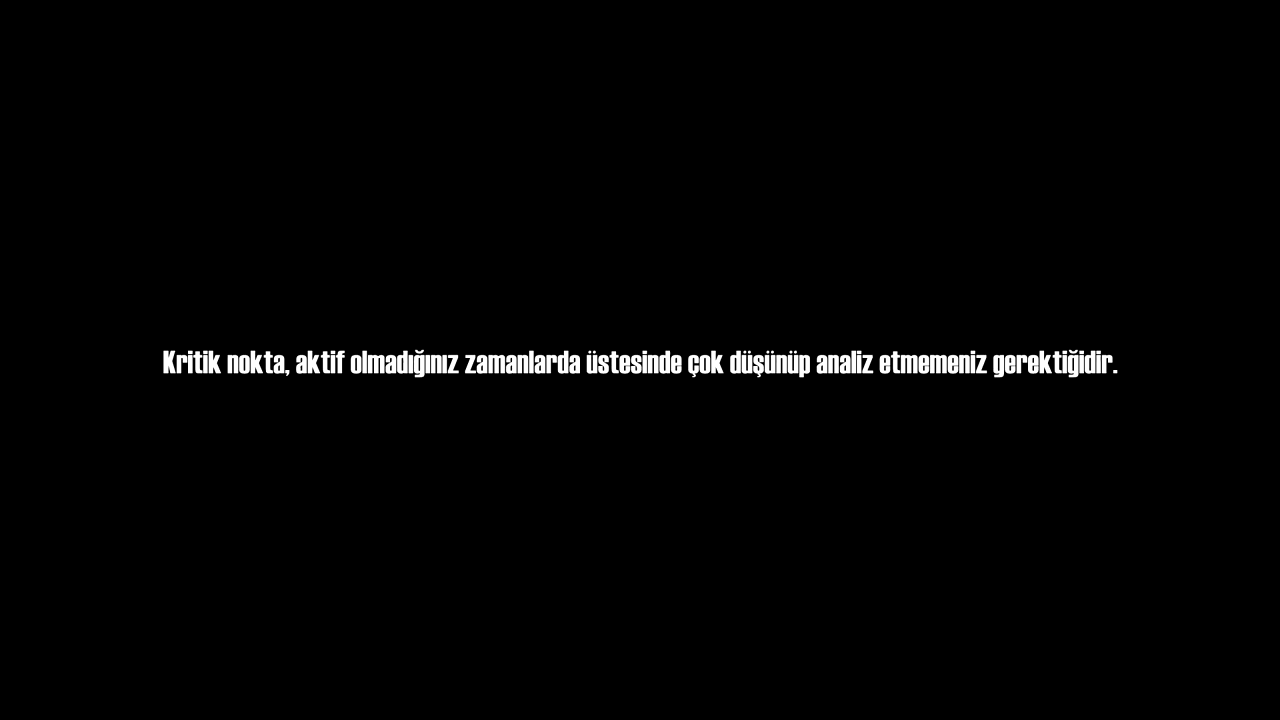 Kritik nokta, aktif olmadığınız zamanlarda üstesinde çok düşünüp analiz etmemeniz gerektiğidir.